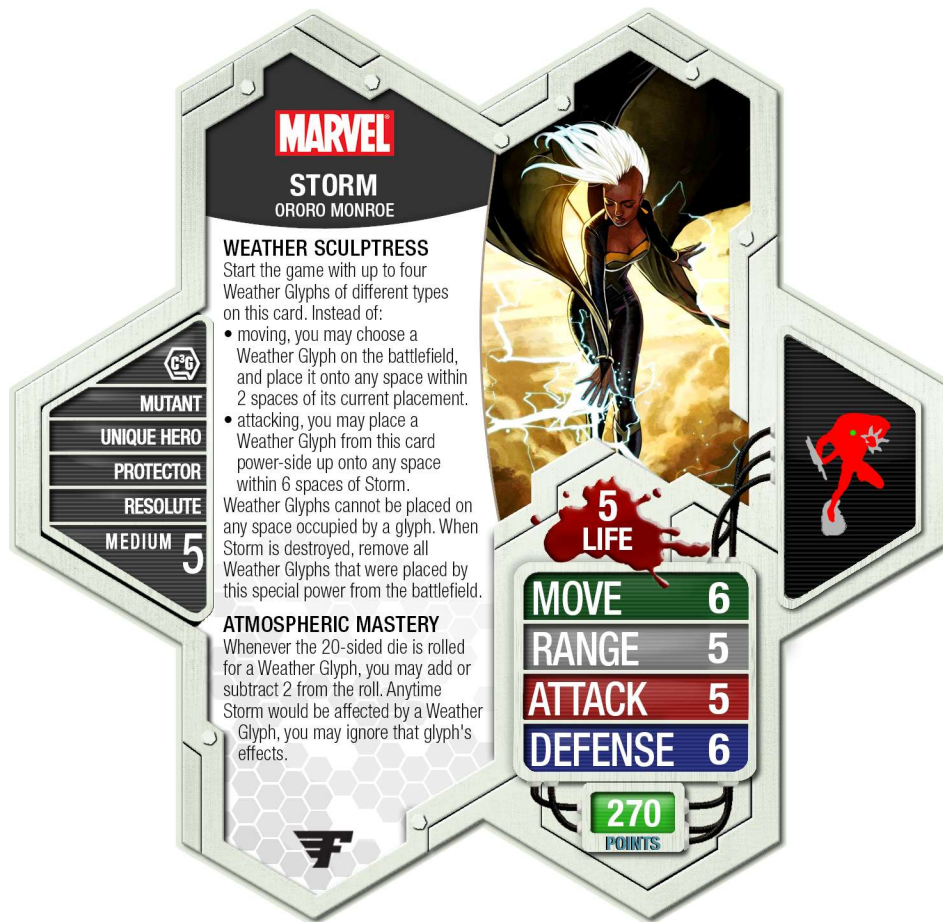 MARVEL
STORM
ORORO MONROE
WEATHER SCULPTRESS
Start the game with up to four
Weather Glyphs of different types
on this card. Instead of:
• moving, you may choose a
Weather Glyph on the battlefield,
and place it onto any space within
2 spaces of its current placement.
• attacking, you may place a
Weather Glyph from this card
power-side up onto any space
within 6 spaces of Storm.
Weather Glyphs cannot be placed on
any space occupied by a glyph. When
Storm is destroyed, remove all
Weather Glyphs that were placed by
this special power from the battlefield.
ATMOSPHERIC MASTERY
Whenever the 20-sided die is rolled
for a Weather Glyph, you may add or
subtract 2 from the roll. Anytime
Storm would be affected by a Weather
Glyph, you may ignore that glyph's
effects.
C3G
MUTANT
UNIQUE HERO
PROTECTOR
RESOLUTE
MEDIUM 5
5
LIFE
MOVE 6
RANGE 5
ATTACK 5
DEFENSE 6
270
POINTS
F